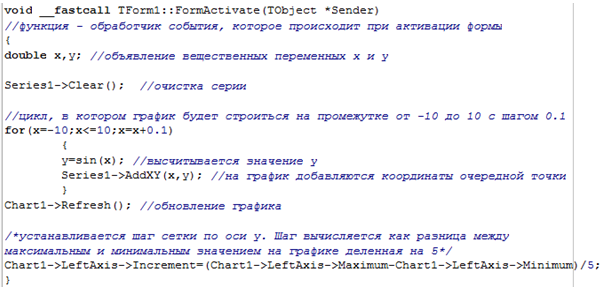 void __fastcall TForm1::FormActivate(TObject *Sender)
//функция - обработчик события, которое происходит при активации формы
{
double x,y; //объявление вещественных переменных x и y
Series1->Clear(); //очистка серии
//цикл, в котором график будет строиться на промежутке от -10 до 10 с шагом 0.1
for(x=-10;x<=10;x=x+0.1)
{
y=sin(x); //высчитывается значение y
Series1->AddXY(x,y); //на график добавляются координаты очередной точки
}
Chart1->Refresh(); //обновление графика
/*устанавливается шаг сетки по оси y. Шаг вычисляется как разница между
максимальным и минимальным значением на графике деленная на 5*/
Chart1->LeftAxis->Increment=(Chart1->LeftAxis->Maximum-Chart1->LeftAxis->Minimum)/5;
}